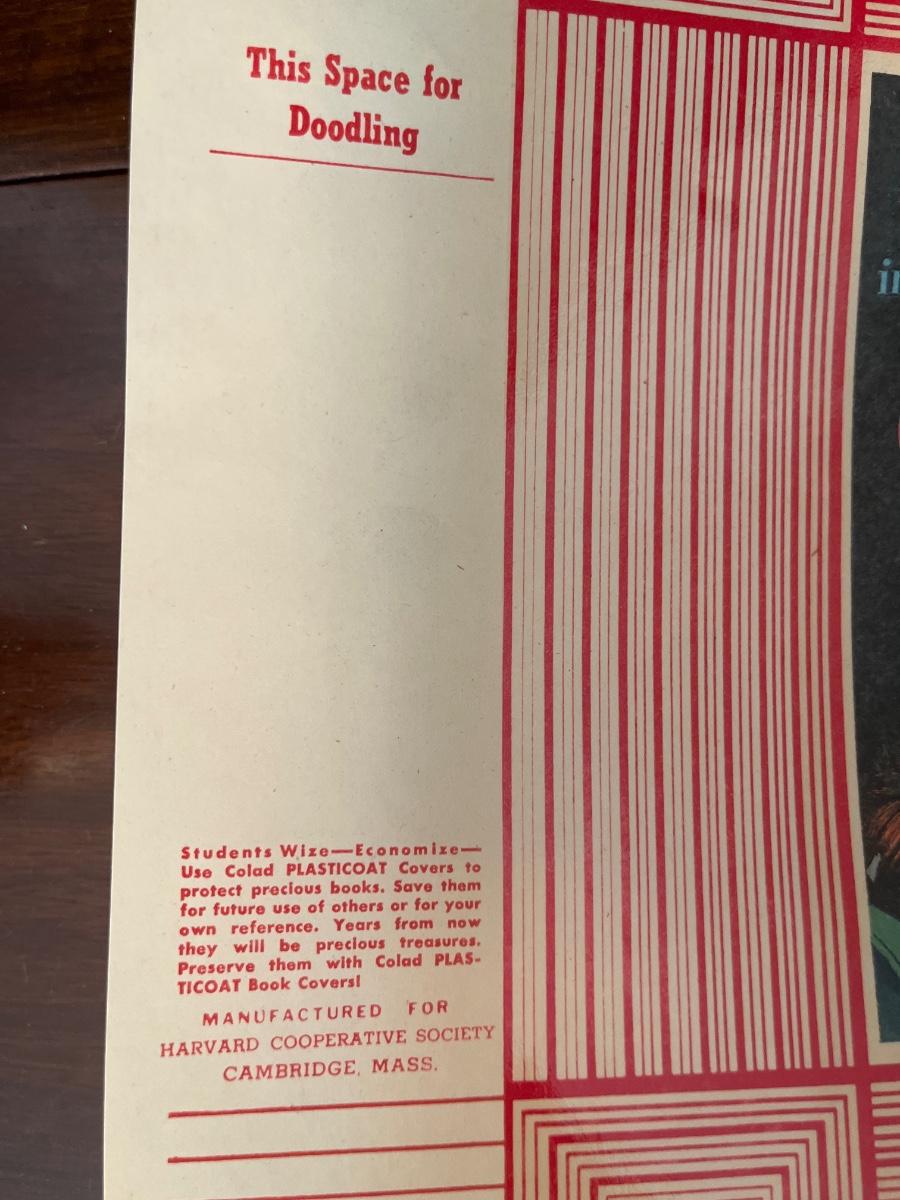 This Space for
Doodling
Students Wize—Economize—
Use Colad PLASTICOAT Covers to
protect precious books. Save them
for future use of others or for your
own reference. Years from now
they will be precious treasures.
Preserve them with Colad PLAS-
TICOAT Book Covers!
MANUFACTURED FOR
HARVARD COOPERATIVE SOCIETY
CAMBRIDGE, MASS.